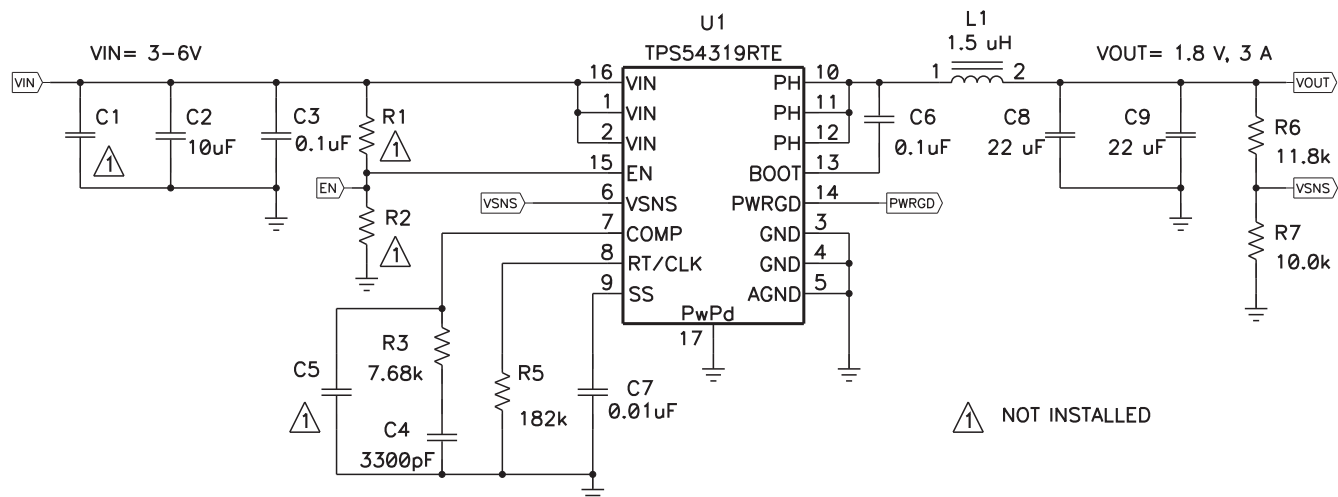 U1
TPS54319RTE
L1
1.5 uH
VIN= 3-6V
VOUT= 1.8 V, 3 A
VIN
16 VIN
PH 10
1 2
VOUT
C1
1
C2
10uF
C3
0.1uF
R1
1
1 VIN
PH 11
C6
0.1uF
C8
22 uF
C9
22 uF
R6
11.8k
2 VIN
PH 12
15 EN
BOOT 13
EN
VSNS
6 VSNS
PWRGD 14
PWRGD
VSNS
R2
1
7 COMP
GND 3
R7
10.0k
8 RT/CLK
GND 4
9 SS
AGND 5
PwPd
17
R3
7.68k
C5
1
R5
182k
C7
0.01uF
C4
3300pF
1 NOT INSTALLED